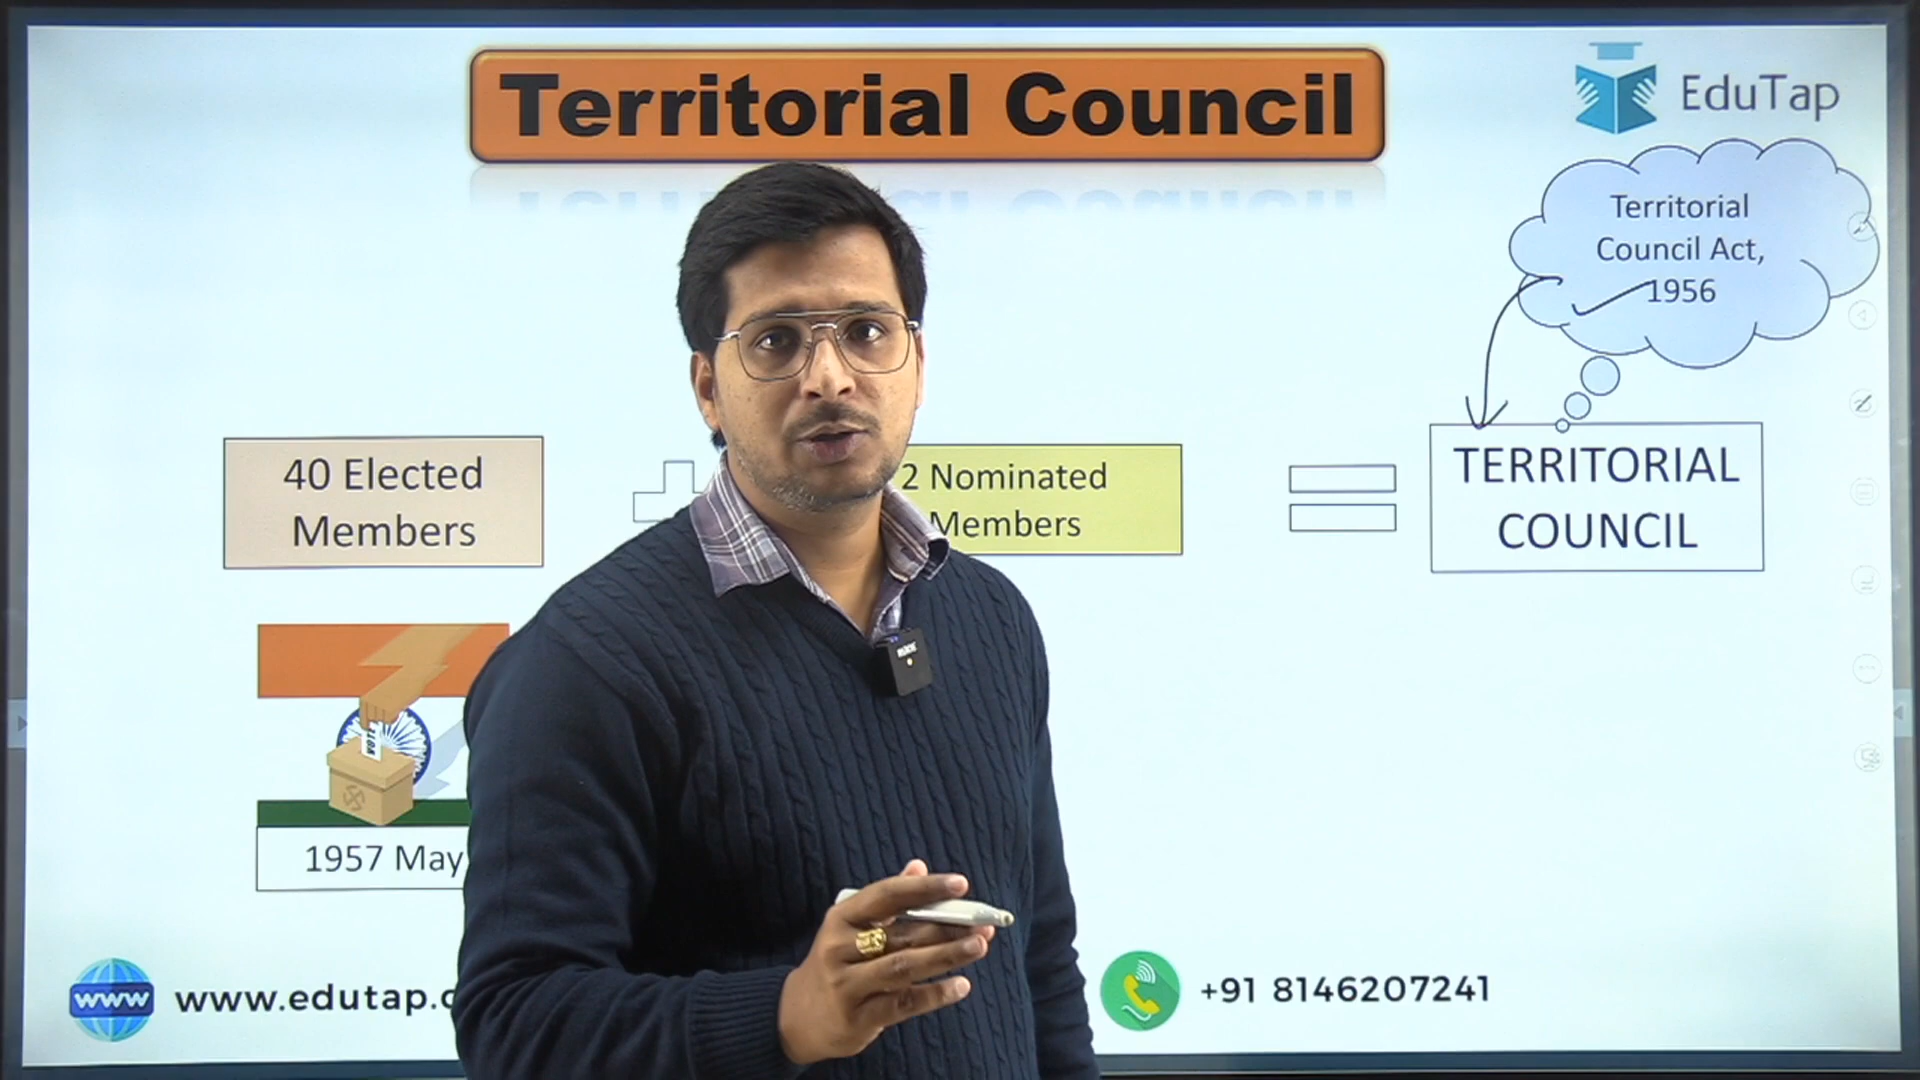 Territorial Council
EduTap
Territorial
Council Act,
1956
40 Elected
Members
2 Nominated
Members
TERRITORIAL
COUNCIL
VOTE
1957 May
www
www.edutap.c
+91 8146207241